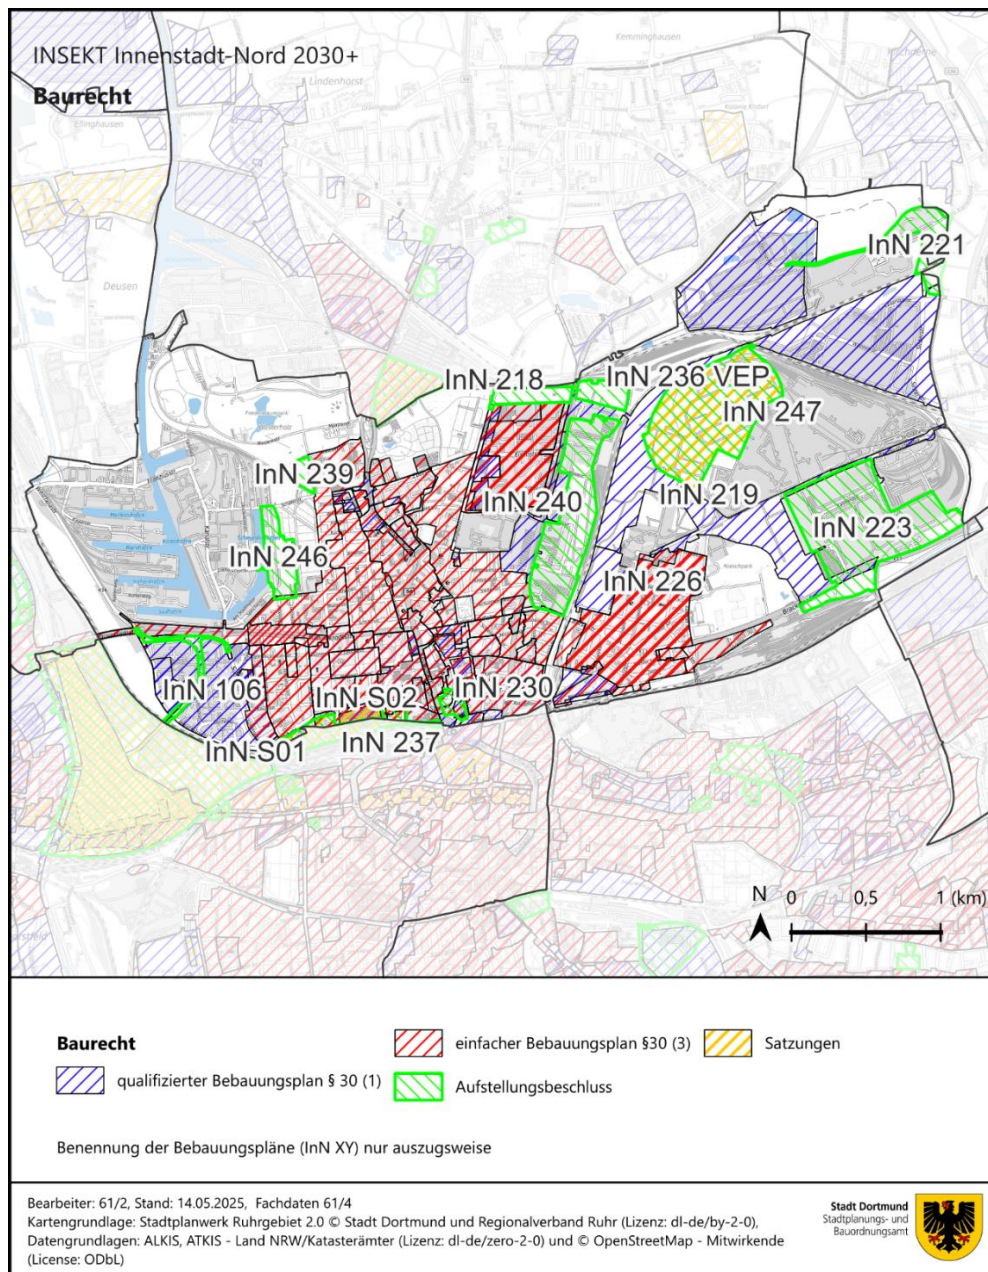 INSEKT Innenstadt-Nord 2030+
Baurecht
Kemminghausen
Lindenhorst
Ellinghausen
Deusen
InN 221
InN 218
InN 236 VEP
InN 247
InN 239
InN 240
InN 219
InN 223
InN 246
InN 226
InN 106
InN S02
InN 230
InN S01
InN 237
N 0 0,5 1 (km)
Baurecht
einfacher Bebauungsplan §30 (3)
Satzungen
qualifizierter Bebauungsplan § 30 (1)
Aufstellungsbeschluss
Benennung der Bebauungspläne (InN XY) nur auszugsweise
Bearbeiter: 61/2, Stand: 14.05.2025, Fachdaten 61/4
Kartengrundlage: Stadtplanwerk Ruhrgebiet 2.0 © Stadt Dortmund und Regionalverband Ruhr (Lizenz: dl-de/by-2-0),
Datengrundlagen: ALKIS, ATKIS - Land NRW/Katasterämter (Lizenz: dl-de/zero-2-0) und © OpenStreetMap - Mitwirkende
(License: ODbL)
Stadt Dortmund
Stadtplanungs- und
Bauordnungsamt